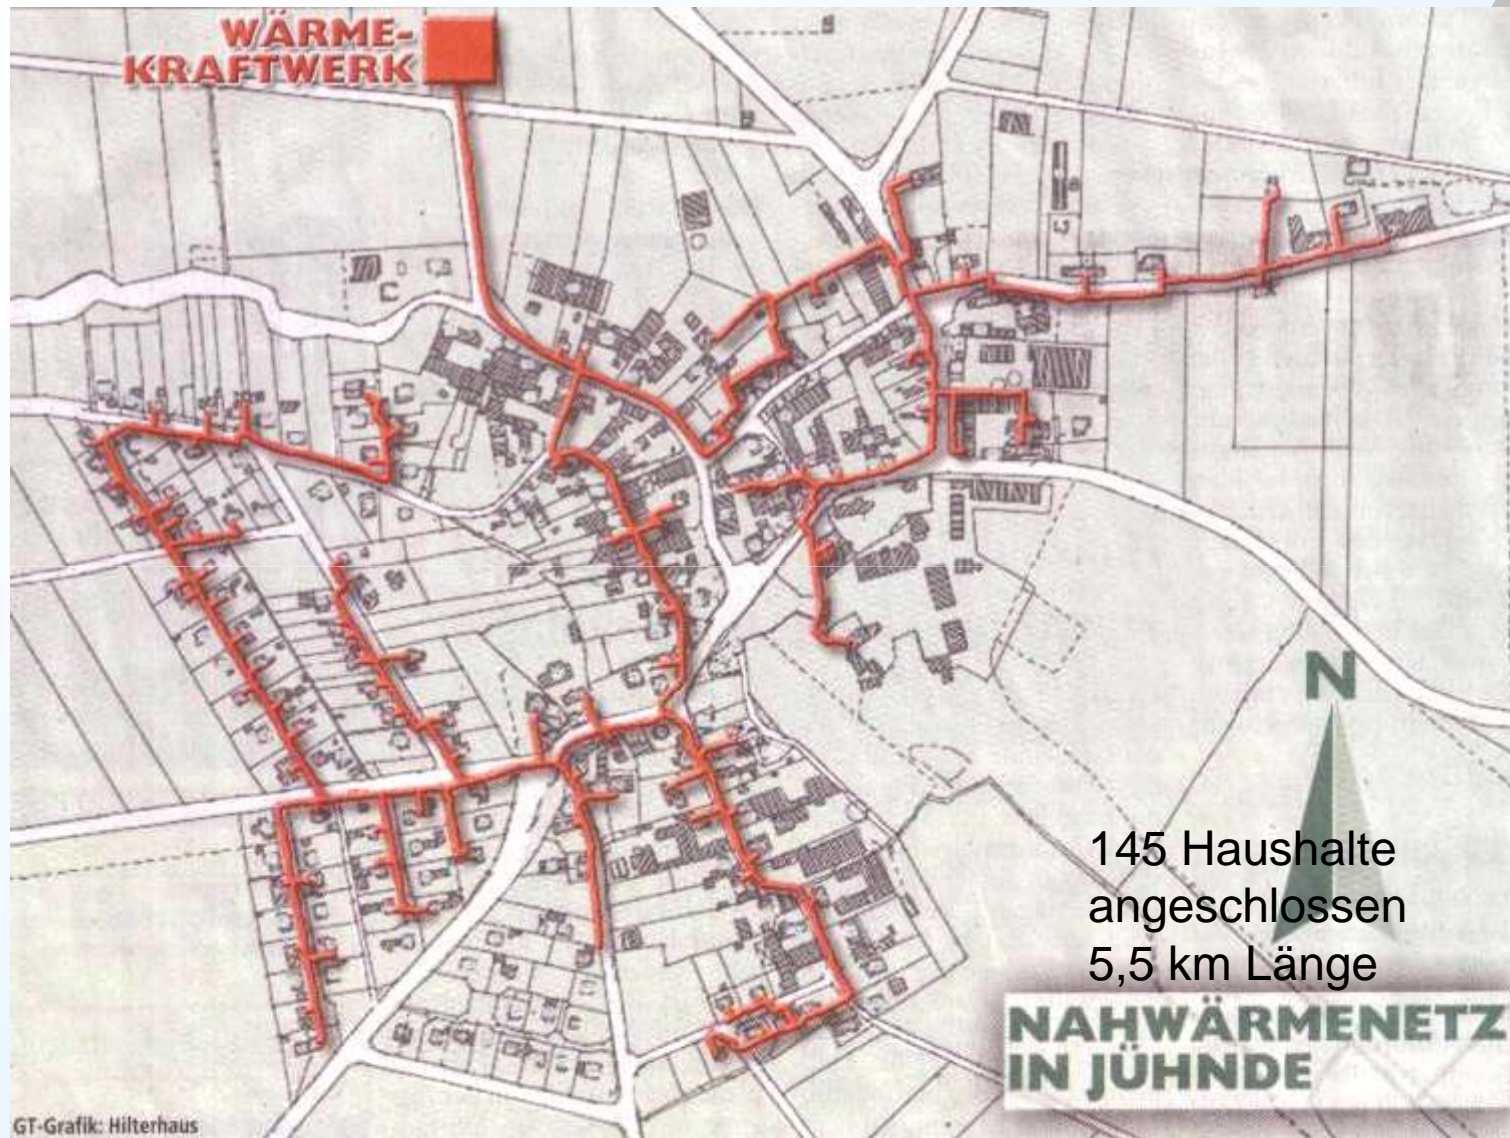 WÄRME-
KRAFTWERK
N
145 Haushalte
angeschlossen
5,5 km Länge
NAHWÄRMENETZ
IN JÜHNDE
GT-Grafik: Hilterhaus